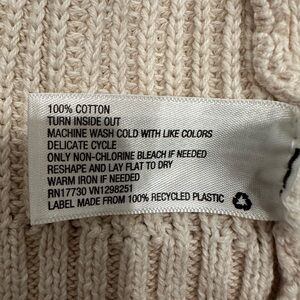 100% COTTON
TURN INSIDE OUT
MACHINE WASH COLD WITH LIKE COLORS
DELICATE CYCLE
ONLY NON-CHLORINE BLEACH IF NEEDED
RESHAPE AND LAY FLAT TO DRY
WARM IRON IF NEEDED
RN17730 VN1298251
LABEL MADE FROM 100% RECYCLED PLASTIC